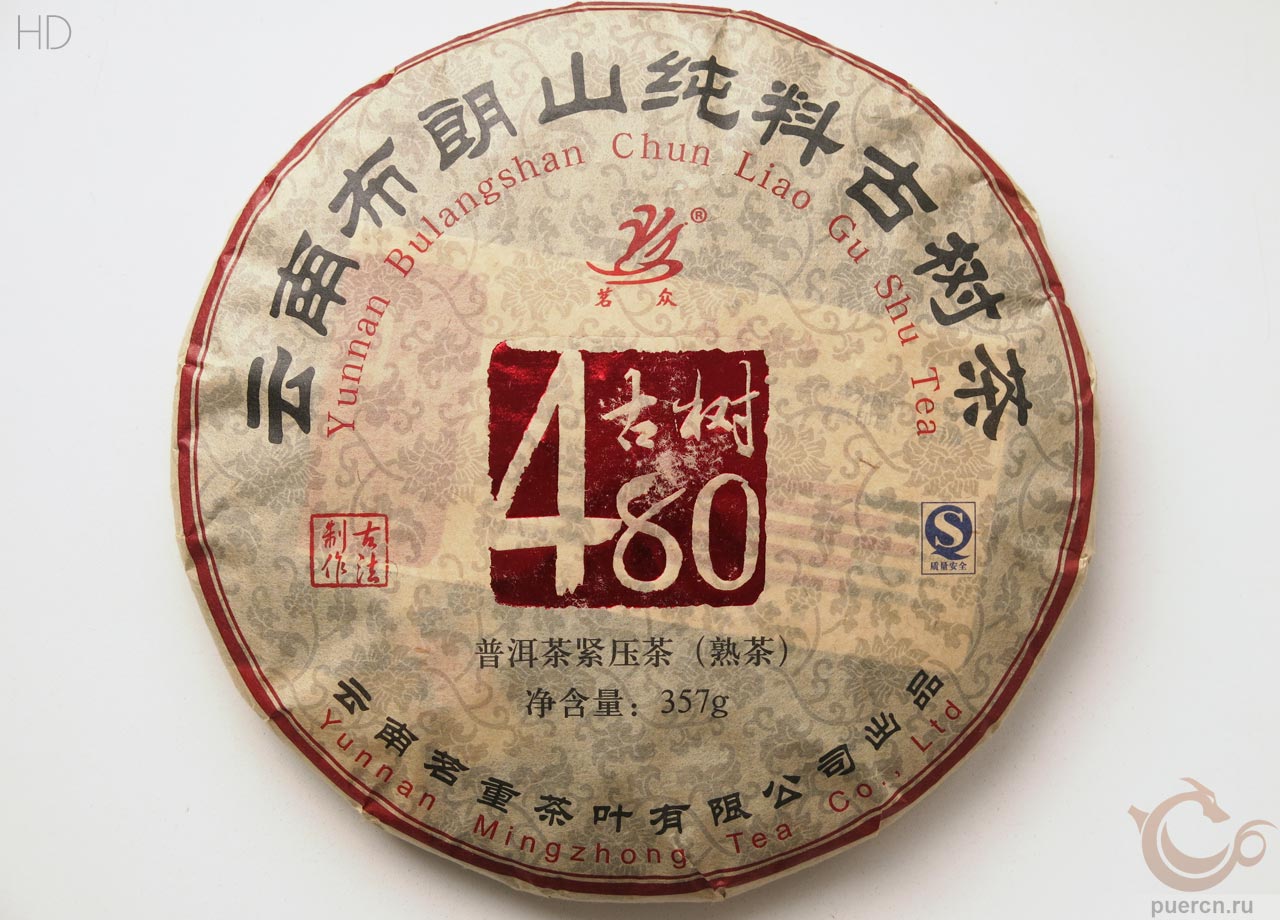 HD
云南布朗山纯料古树茶
Yunnan Bulangshan Chun Liao Gu Shu Tea
®
茗众
古树
480
古法
制作
质量安全
普洱茶紧压茶（熟茶）
净含量：357g
云南茗重茶叶有限公司出品
Yunnan Mingzhong Tea Co., Ltd
puercn.ru